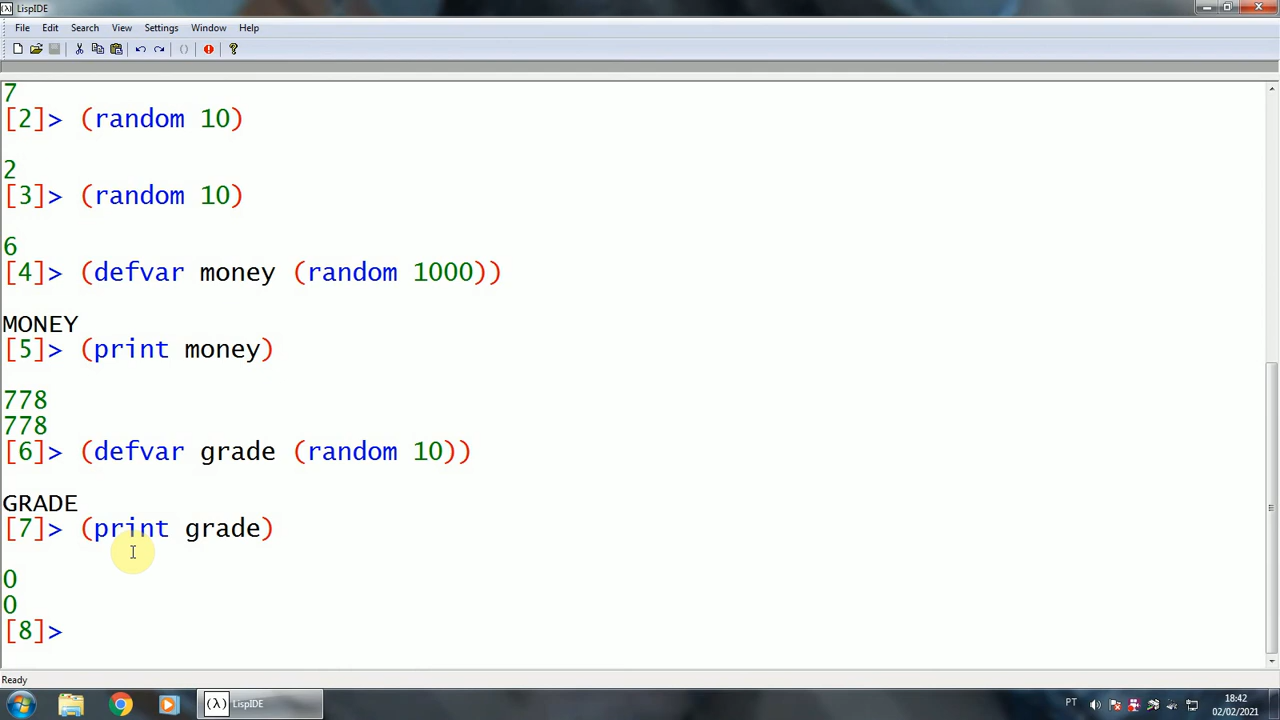 LispIDE
File Edit Search View Settings Window Help
7
[2]> (random 10)
2
[3]> (random 10)
6
[4]> (defvar money (random 1000))
MONEY
[5]> (print money)
778
778
[6]> (defvar grade (random 10))
GRADE
[7]> (print grade)
0
0
[8]>
Ready
(λ) LispIDE
PT
18:42
02/02/2021